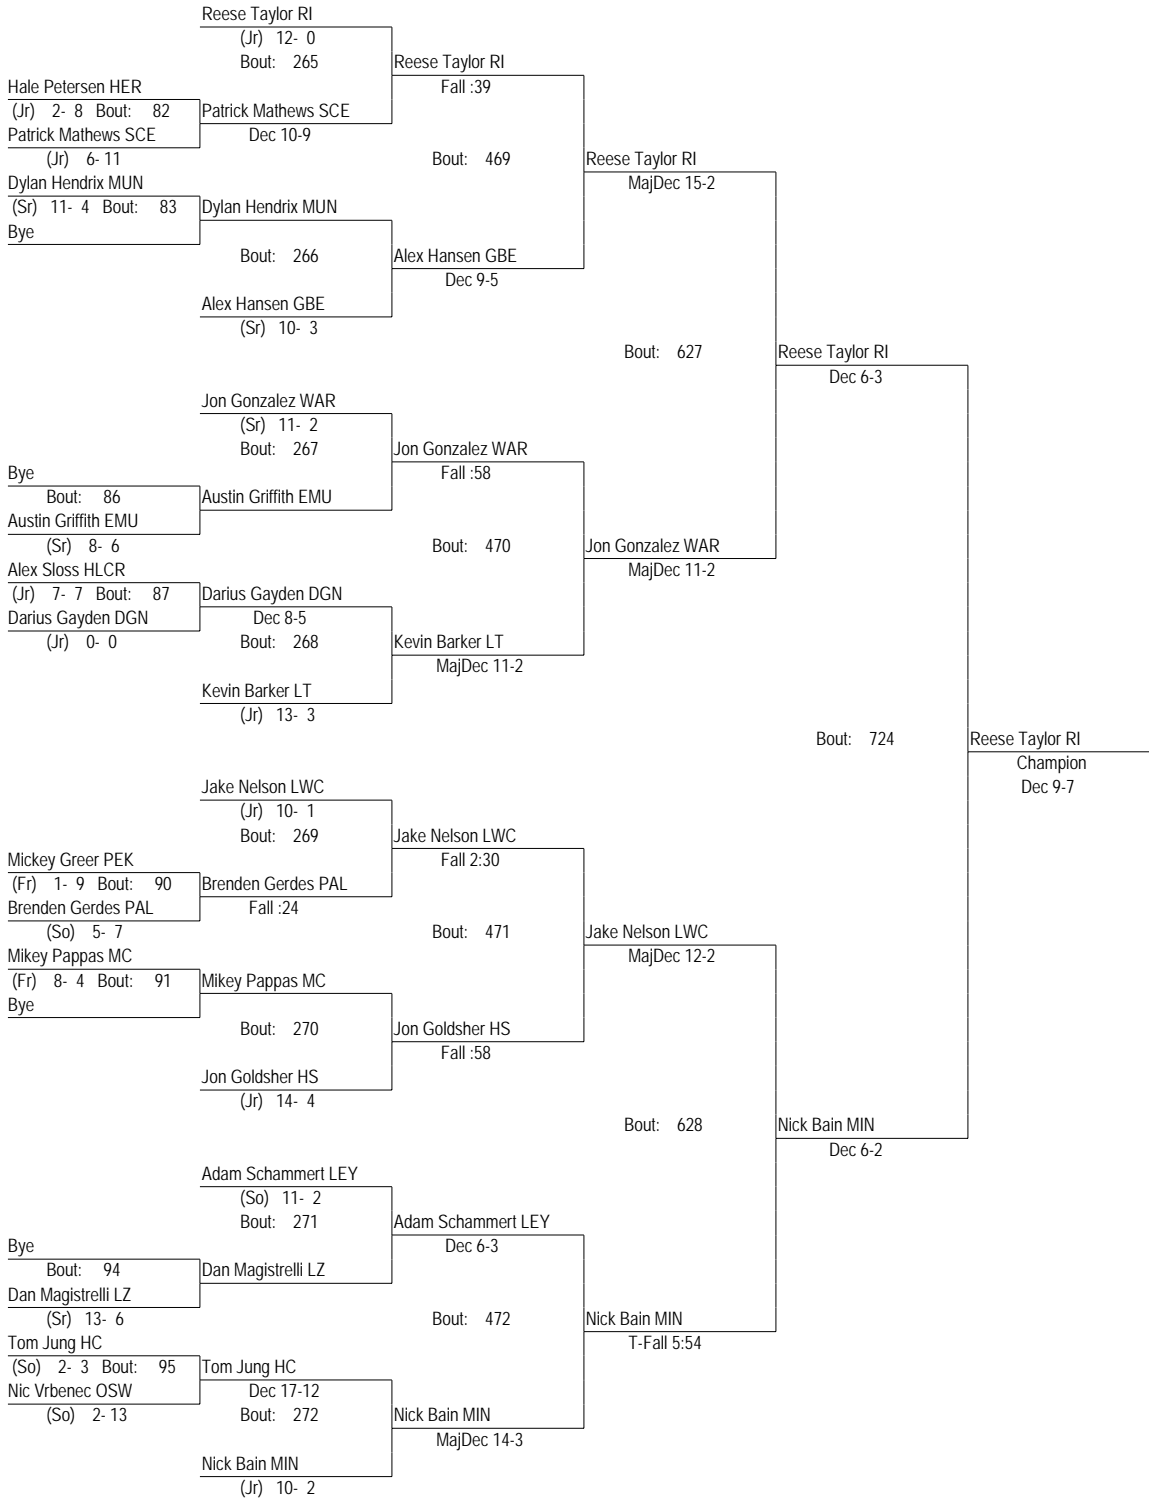 Reese Taylor RI
(Jr) 12- 0
Bout: 265
Reese Taylor RI
Fall :39
Hale Petersen HER
(Jr) 2- 8 Bout: 82
Patrick Mathews SCE
Patrick Mathews SCE
Dec 10-9
(Jr) 6- 11
Bout: 469
Reese Taylor RI
MajDec 15-2
Dylan Hendrix MUN
(Sr) 11- 4 Bout: 83
Dylan Hendrix MUN
Bye
Bout: 266
Alex Hansen GBE
Dec 9-5
Alex Hansen GBE
(Sr) 10- 3
Bout: 627
Reese Taylor RI
Dec 6-3
Jon Gonzalez WAR
(Sr) 11- 2
Bout: 267
Jon Gonzalez WAR
Fall :58
Bye
Bout: 86
Austin Griffith EMU
Austin Griffith EMU
(Sr) 8- 6
Bout: 470
Jon Gonzalez WAR
MajDec 11-2
Alex Sloss HLCR
(Jr) 7- 7 Bout: 87
Darius Gayden DGN
Darius Gayden DGN
Dec 8-5
(Jr) 0- 0
Bout: 268
Kevin Barker LT
MajDec 11-2
Kevin Barker LT
(Jr) 13- 3
Bout: 724
Reese Taylor RI
Champion
Dec 9-7
Jake Nelson LWC
(Jr) 10- 1
Bout: 269
Jake Nelson LWC
Fall 2:30
Mickey Greer PEK
(Fr) 1- 9 Bout: 90
Brenden Gerdes PAL
Brenden Gerdes PAL
Fall :24
(So) 5- 7
Bout: 471
Jake Nelson LWC
MajDec 12-2
Mikey Pappas MC
(Fr) 8- 4 Bout: 91
Mikey Pappas MC
Bye
Bout: 270
Jon Goldsher HS
Fall :58
Jon Goldsher HS
(Jr) 14- 4
Bout: 628
Nick Bain MIN
Dec 6-2
Adam Schammert LEY
(So) 11- 2
Bout: 271
Adam Schammert LEY
Dec 6-3
Bye
Bout: 94
Dan Magistrelli LZ
Dan Magistrelli LZ
(Sr) 13- 6
Bout: 472
Nick Bain MIN
T-Fall 5:54
Tom Jung HC
(So) 2- 3 Bout: 95
Tom Jung HC
Nic Vrbenec OSW
Dec 17-12
(So) 2- 13
Bout: 272
Nick Bain MIN
MajDec 14-3
Nick Bain MIN
(Jr) 10- 2